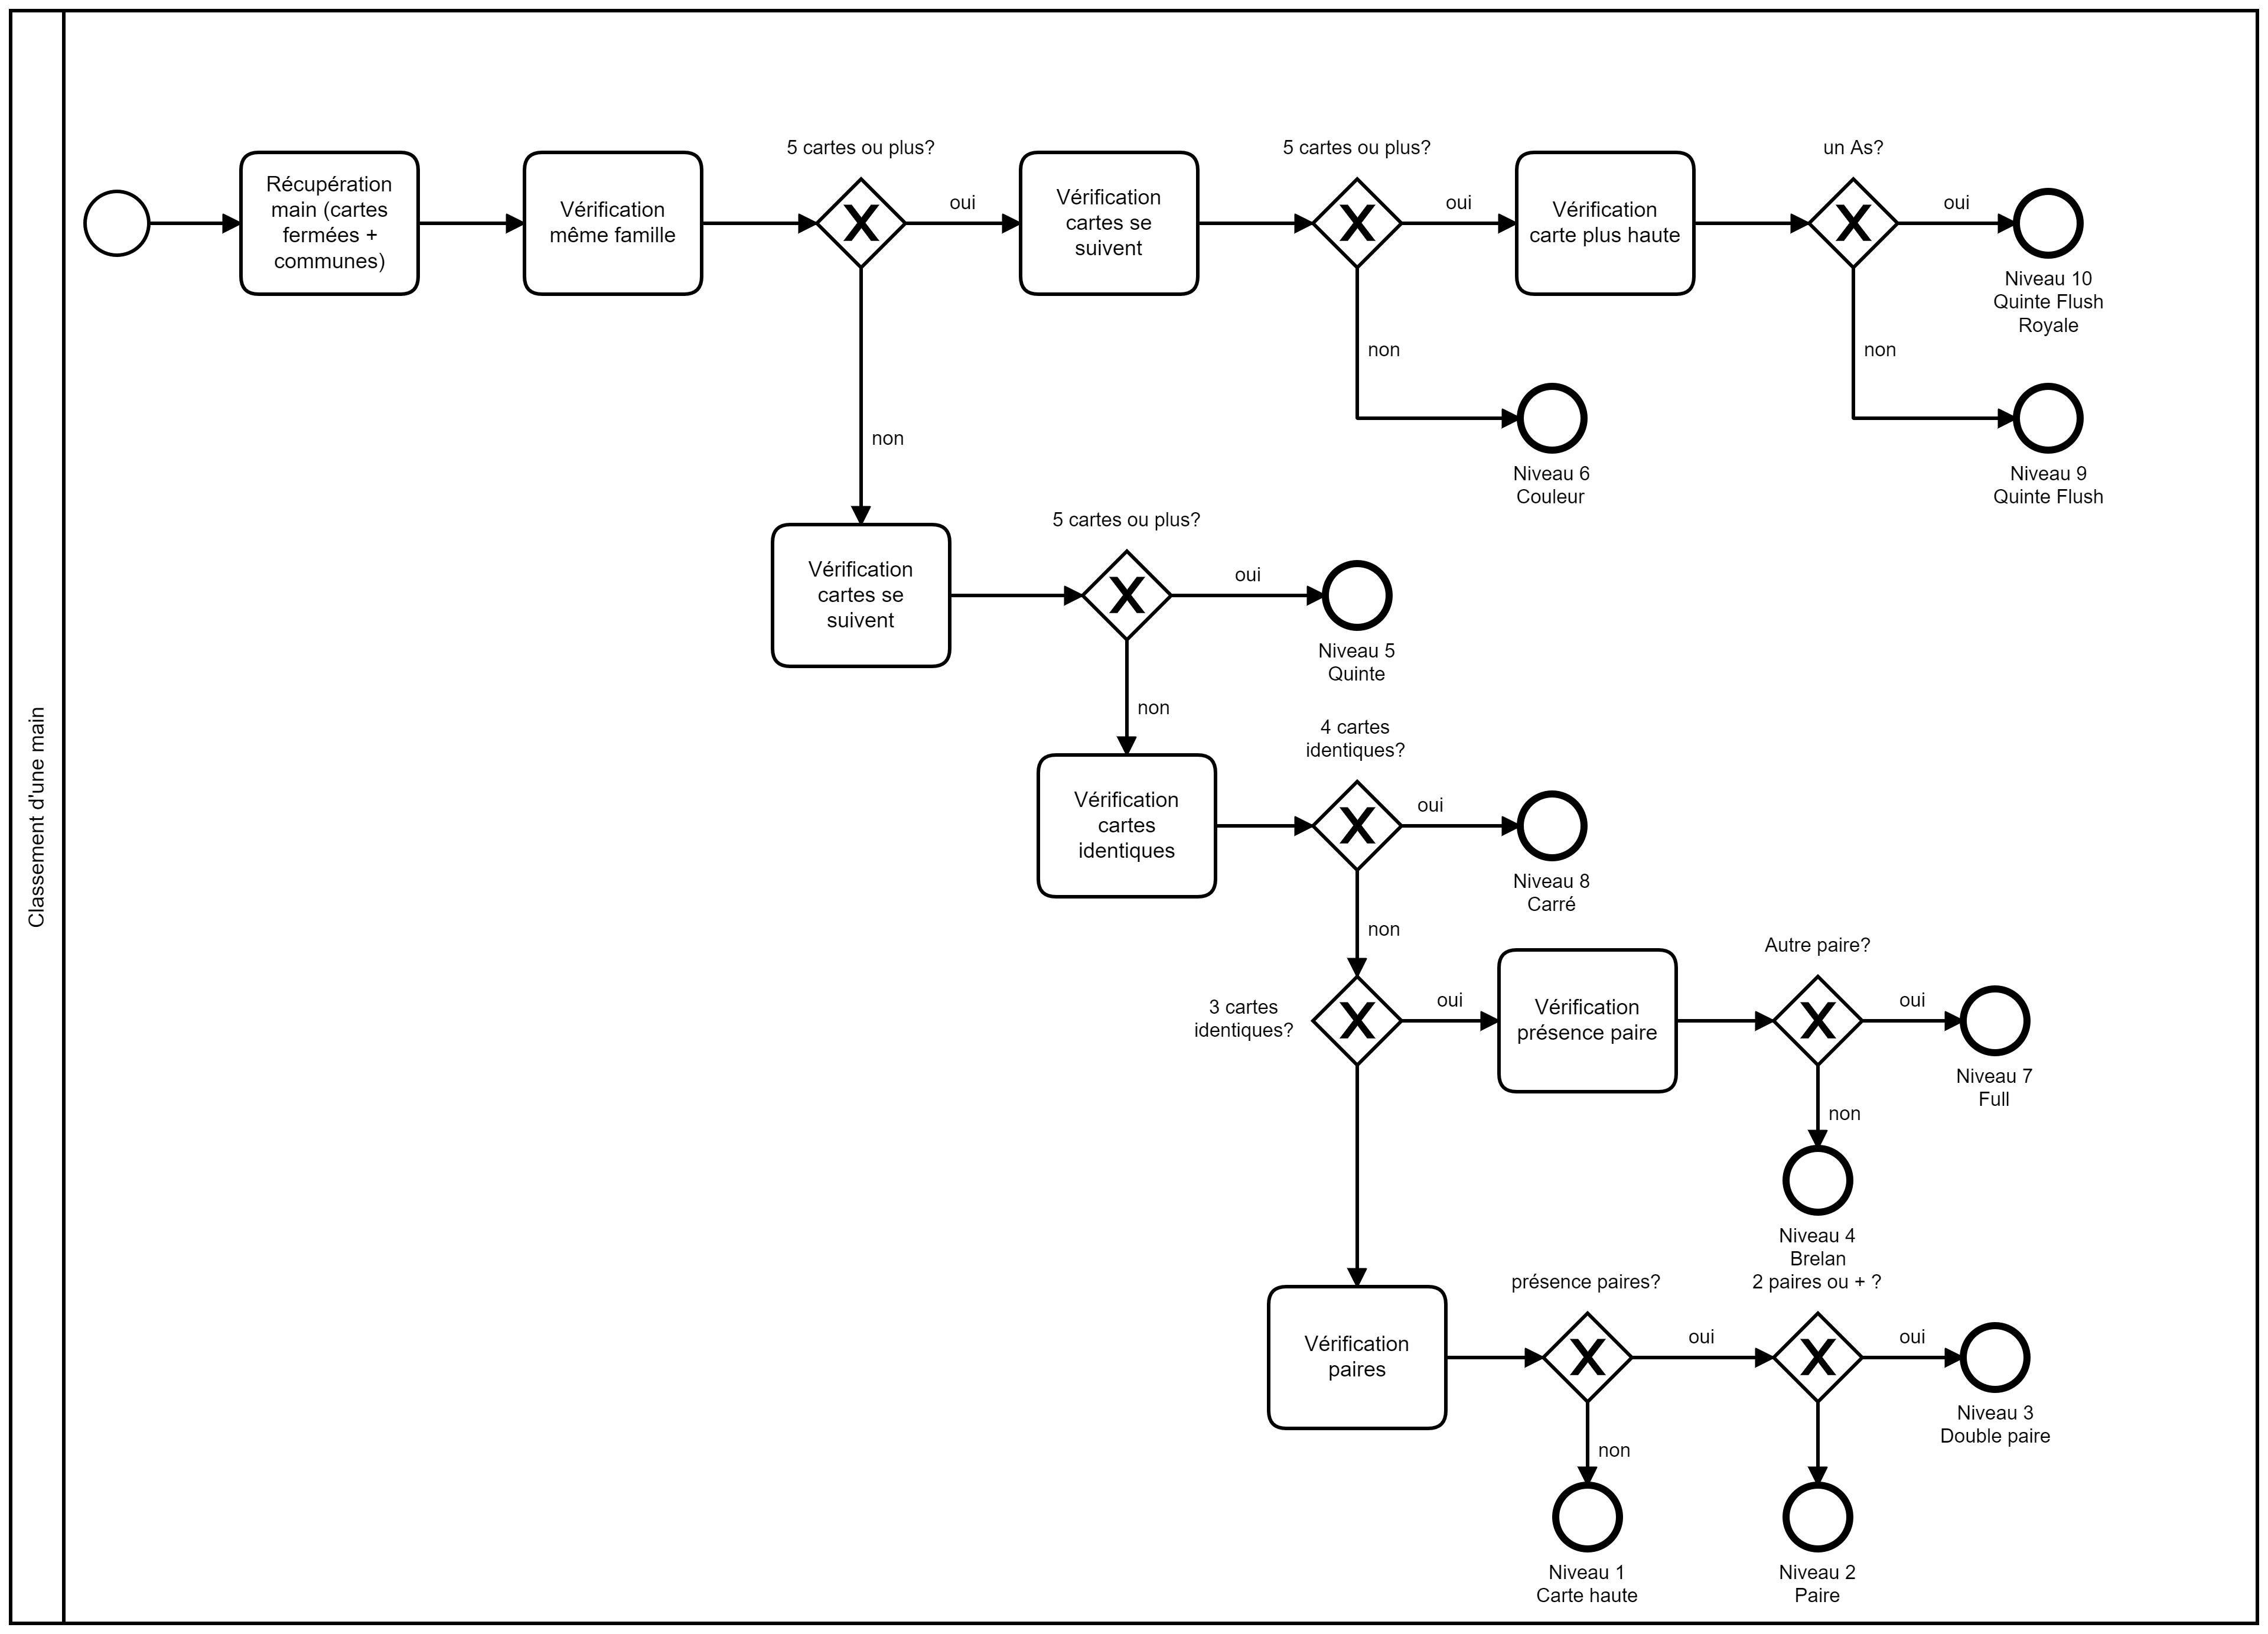 Classement d'une main
Récupération
main (cartes
fermées +
communes)
Vérification
même famille
5 cartes ou plus?
oui
non
Vérification
cartes se
suivent
5 cartes ou plus?
oui
non
Vérification
carte plus haute
un As?
oui
non
Niveau 10
Quinte Flush
Royale
Niveau 6
Couleur
Niveau 9
Quinte Flush
Vérification
cartes se
suivent
5 cartes ou plus?
oui
non
Niveau 5
Quinte
Vérification
cartes
identiques
4 cartes
identiques?
oui
non
Niveau 8
Carré
3 cartes
identiques?
oui
Vérification
présence paire
Autre paire?
oui
non
Niveau 7
Full
Niveau 4
Brelan
Vérification
paires
présence paires?
oui
non
2 paires ou + ?
oui
Niveau 3
Double paire
Niveau 1
Carte haute
Niveau 2
Paire